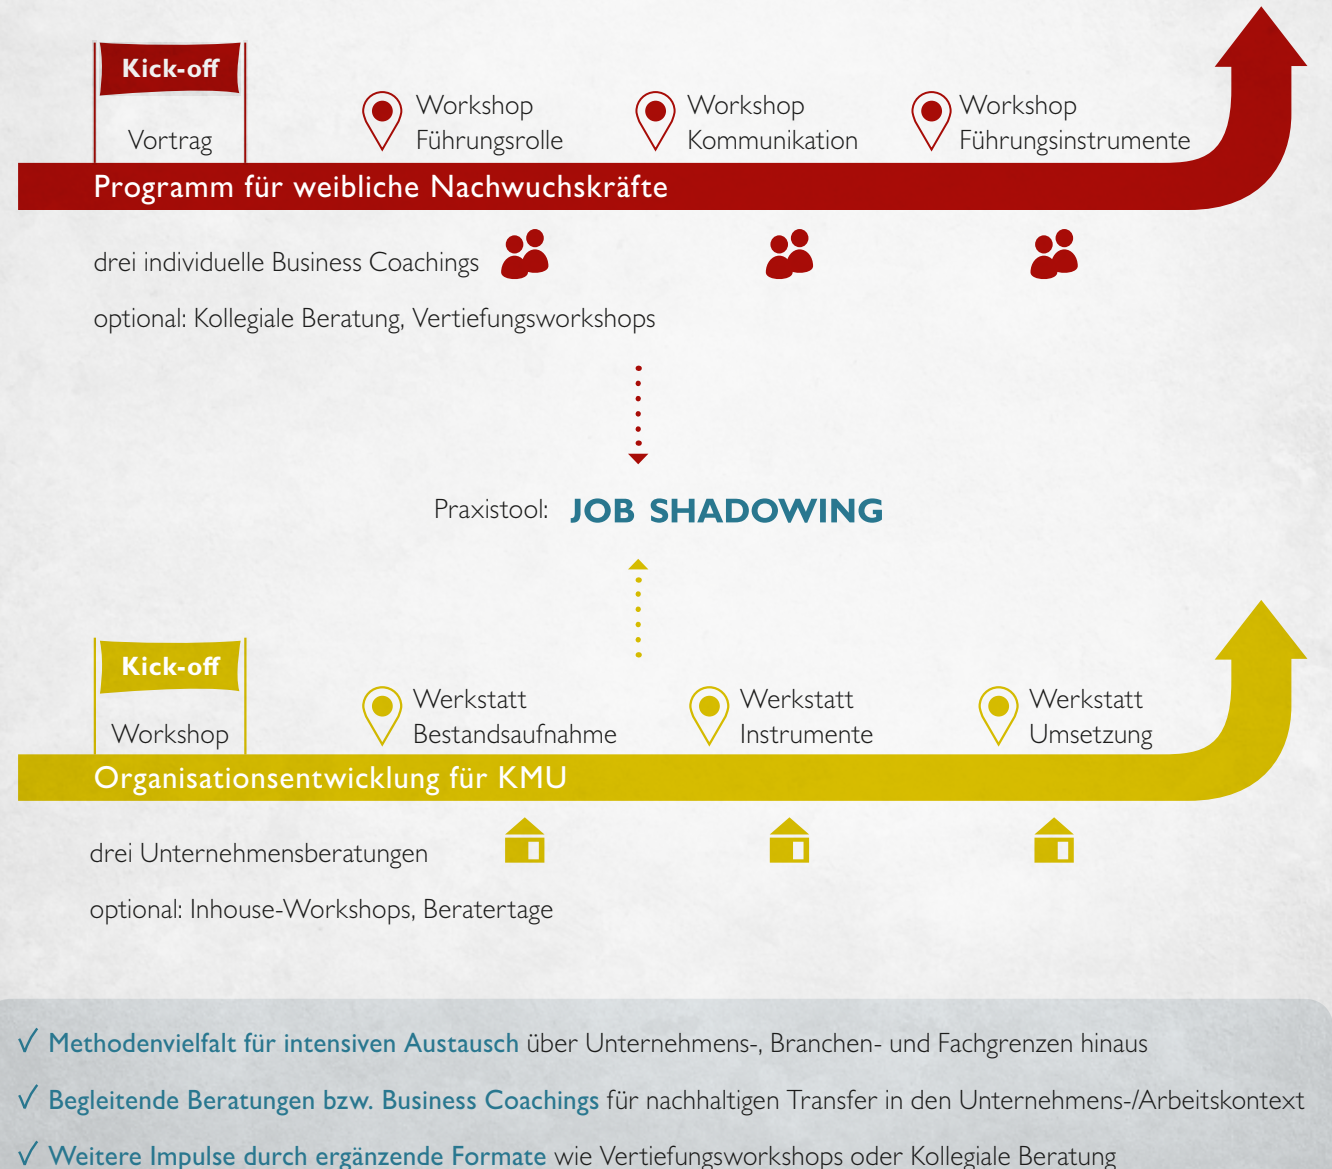 Kick-off
Vortrag
Workshop
Führungsrolle
Workshop
Kommunikation
Workshop
Führungsinstrumente
Programm für weibliche Nachwuchskräfte
drei individuelle Business Coachings
optional: Kollegiale Beratung, Vertiefungsworkshops
Praxistool: JOB SHADOWING
Kick-off
Workshop
Werkstatt
Bestandsaufnahme
Werkstatt
Instrumente
Werkstatt
Umsetzung
Organisationsentwicklung für KMU
drei Unternehmensberatungen
optional: Inhouse-Workshops, Beratertage
✓ Methodenvielfalt für intensiven Austausch über Unternehmens-, Branchen- und Fachgrenzen hinaus
✓ Begleitende Beratungen bzw. Business Coachings für nachhaltigen Transfer in den Unternehmens-/Arbeitskontext
✓ Weitere Impulse durch ergänzende Formate wie Vertiefungsworkshops oder Kollegiale Beratung